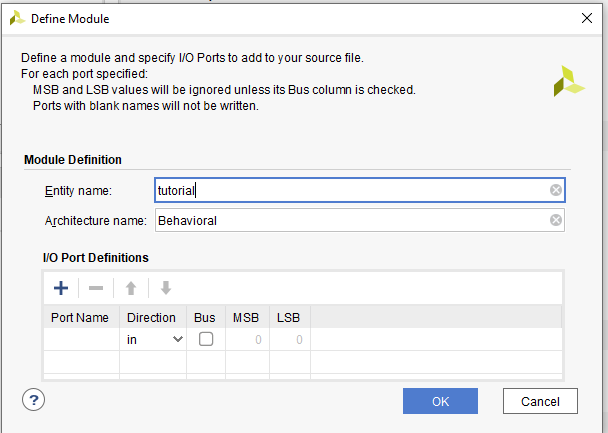 Define Module
Define a module and specify I/O Ports to add to your source file.
For each port specified:
MSB and LSB values will be ignored unless its Bus column is checked.
Ports with blank names will not be written.
Module Definition
Entity name: tutorial
Architecture name: Behavioral
I/O Port Definitions
Port Name Direction Bus MSB LSB
in 0 0
? OK Cancel